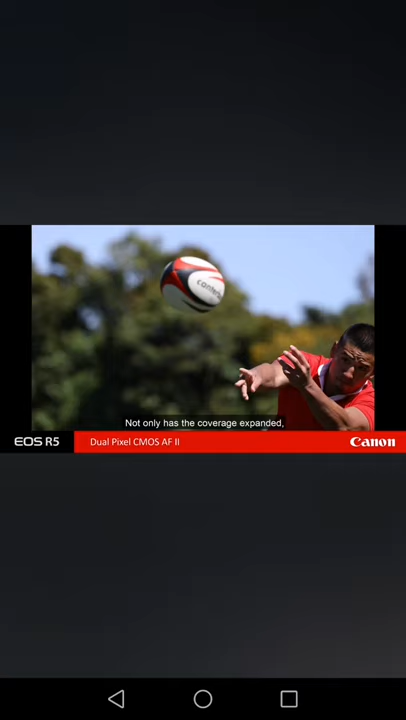 Not only has the coverage expanded,
EOS R5
Dual Pixel CMOS AF II
Canon